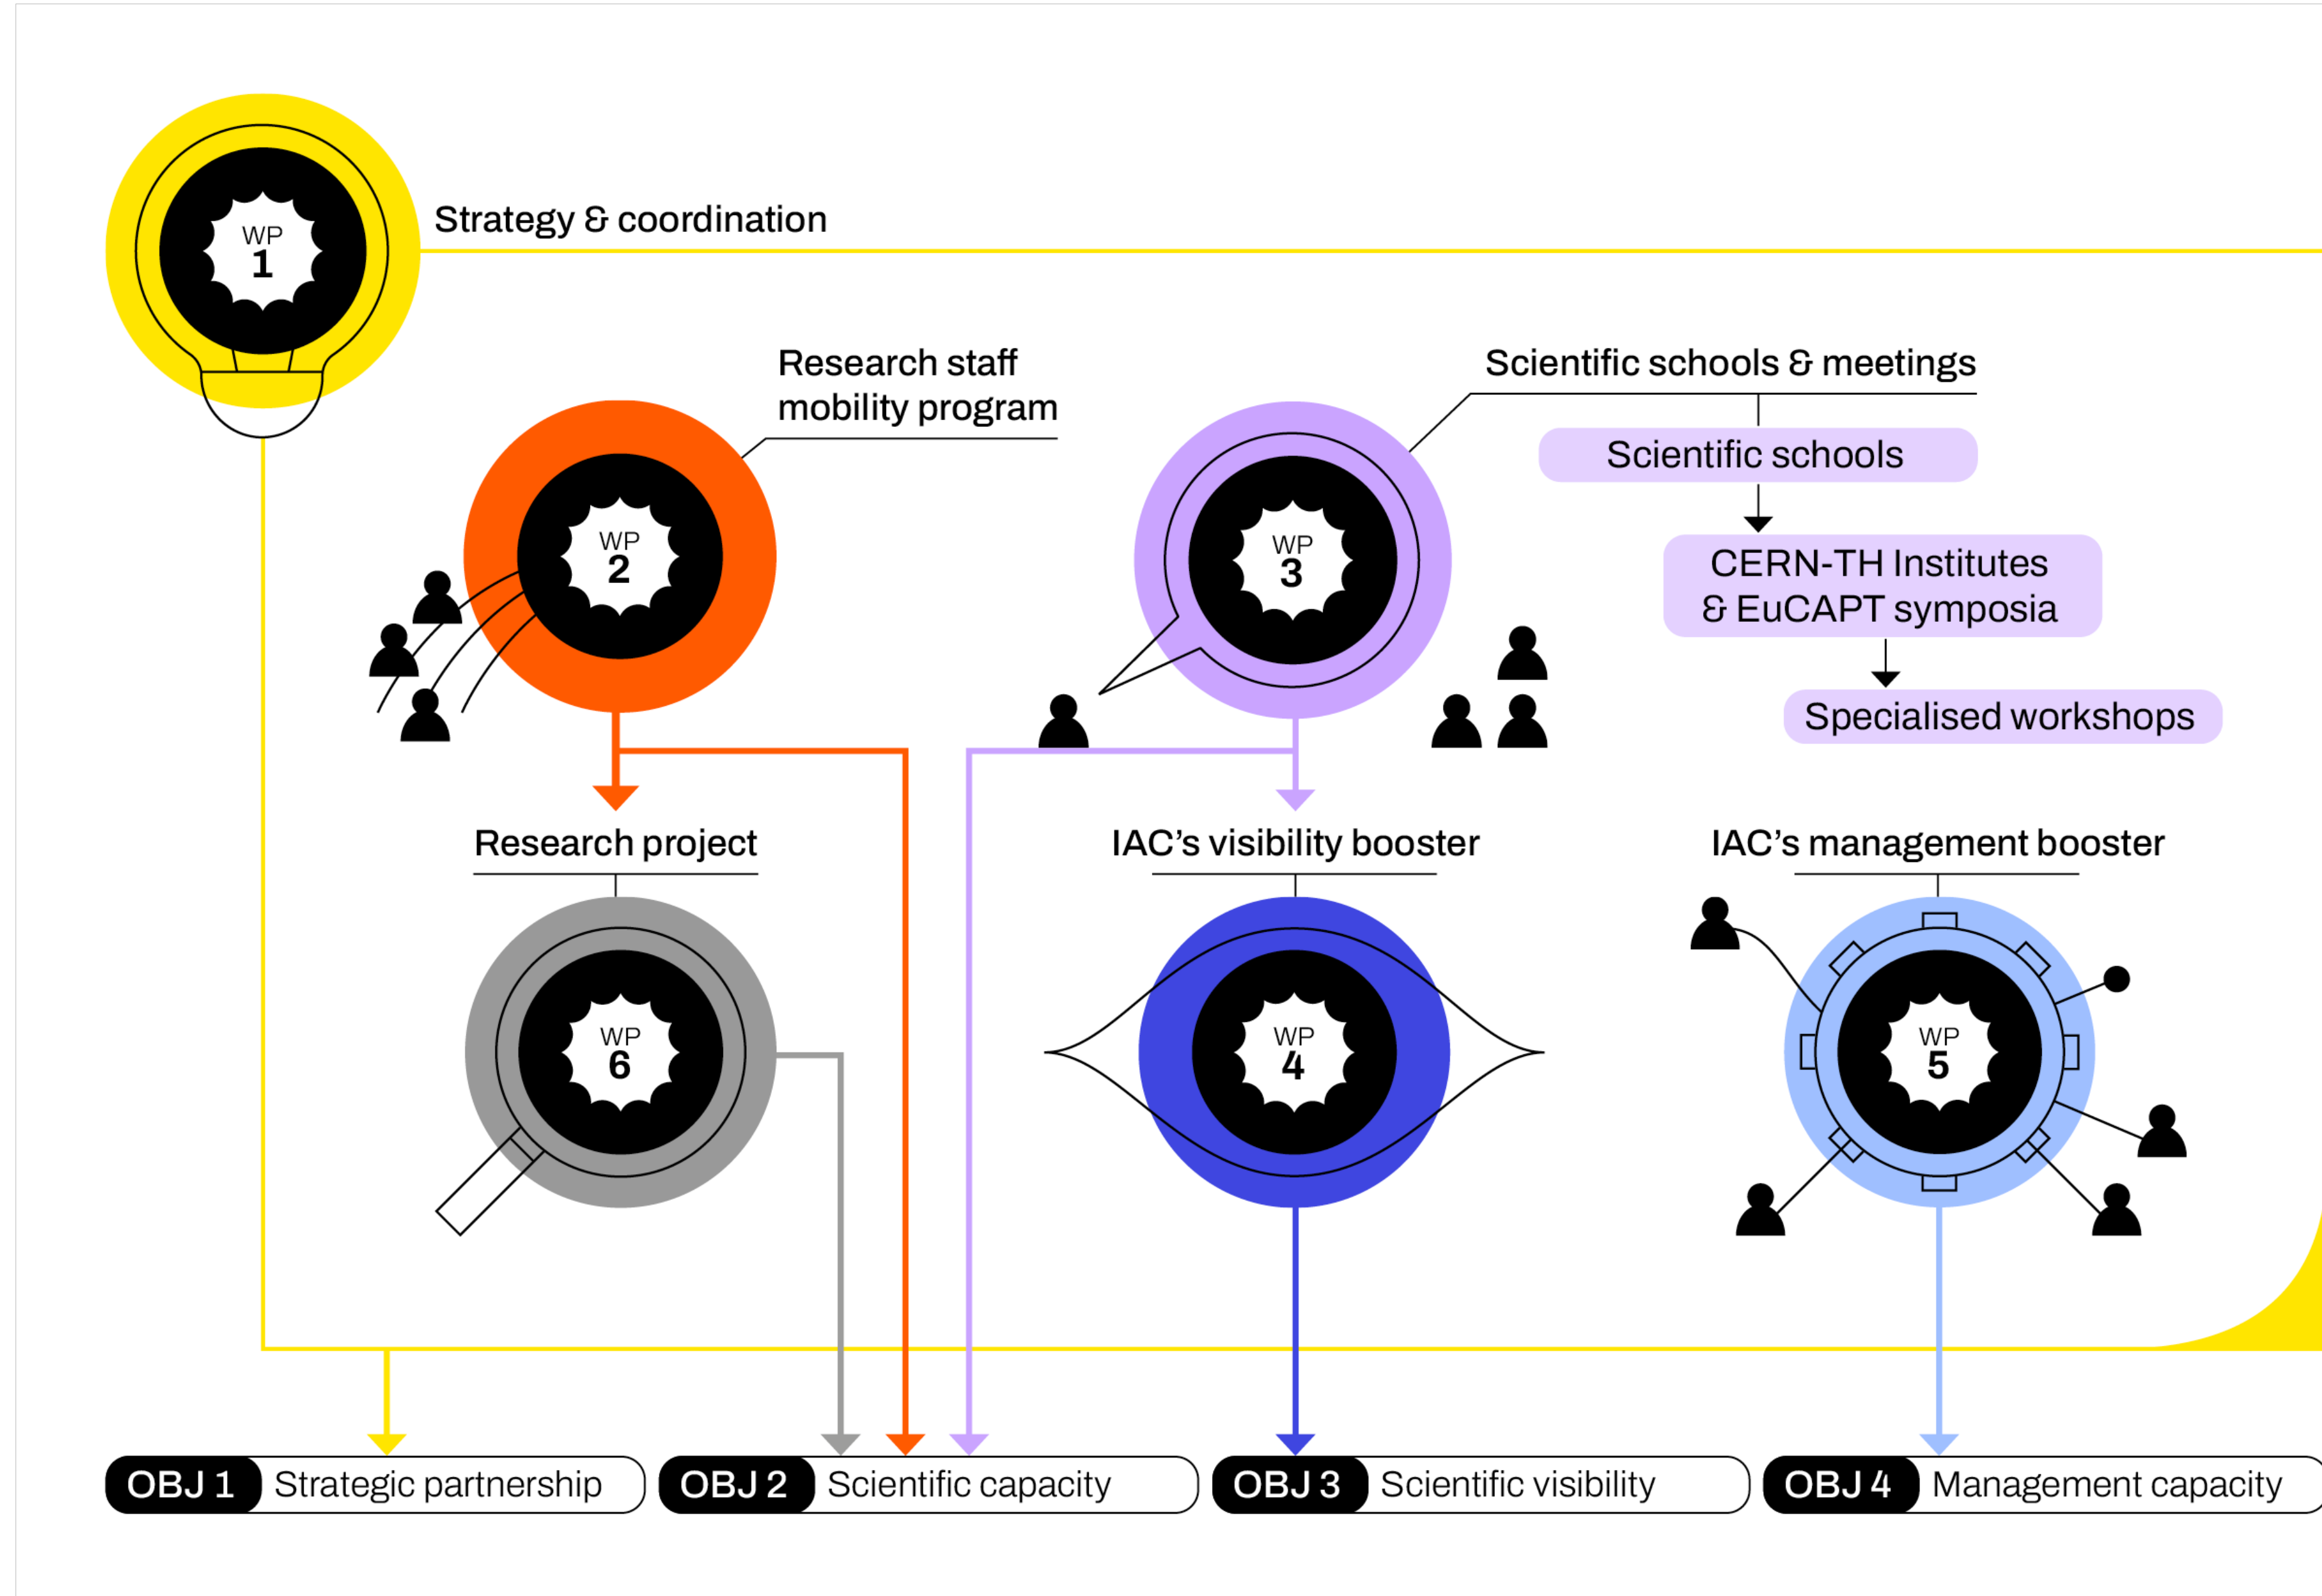 WP
1
Strategy & coordination
Research staff
mobility program
WP
2
Scientific schools & meetings
WP
3
Scientific schools
CERN-TH Institutes
& EuCAPT symposia
Specialised workshops
Research project
WP
6
IAC’s visibility booster
WP
4
IAC’s management booster
WP
5
OBJ 1 Strategic partnership
OBJ 2 Scientific capacity
OBJ 3 Scientific visibility
OBJ 4 Management capacity